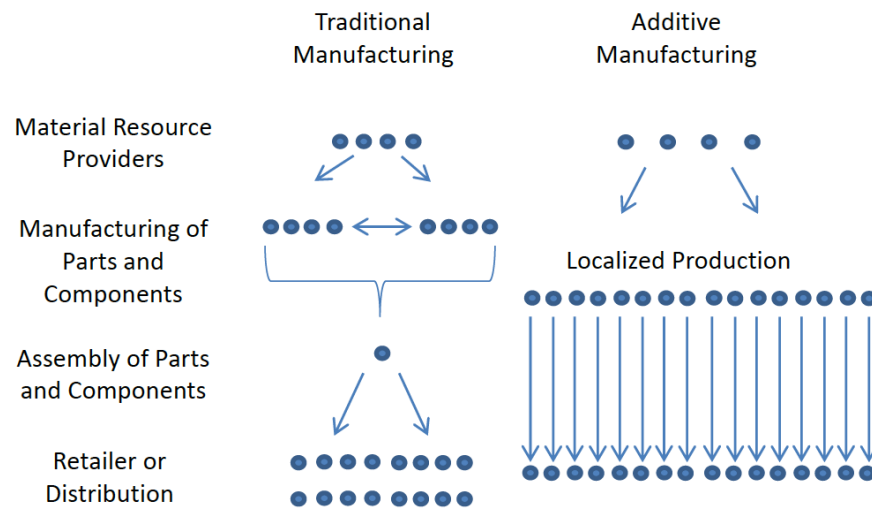 Traditional
Manufacturing
Additive
Manufacturing
Material Resource
Providers
Manufacturing of
Parts and
Components
Localized Production
Assembly of Parts
and Components
Retailer or
Distribution